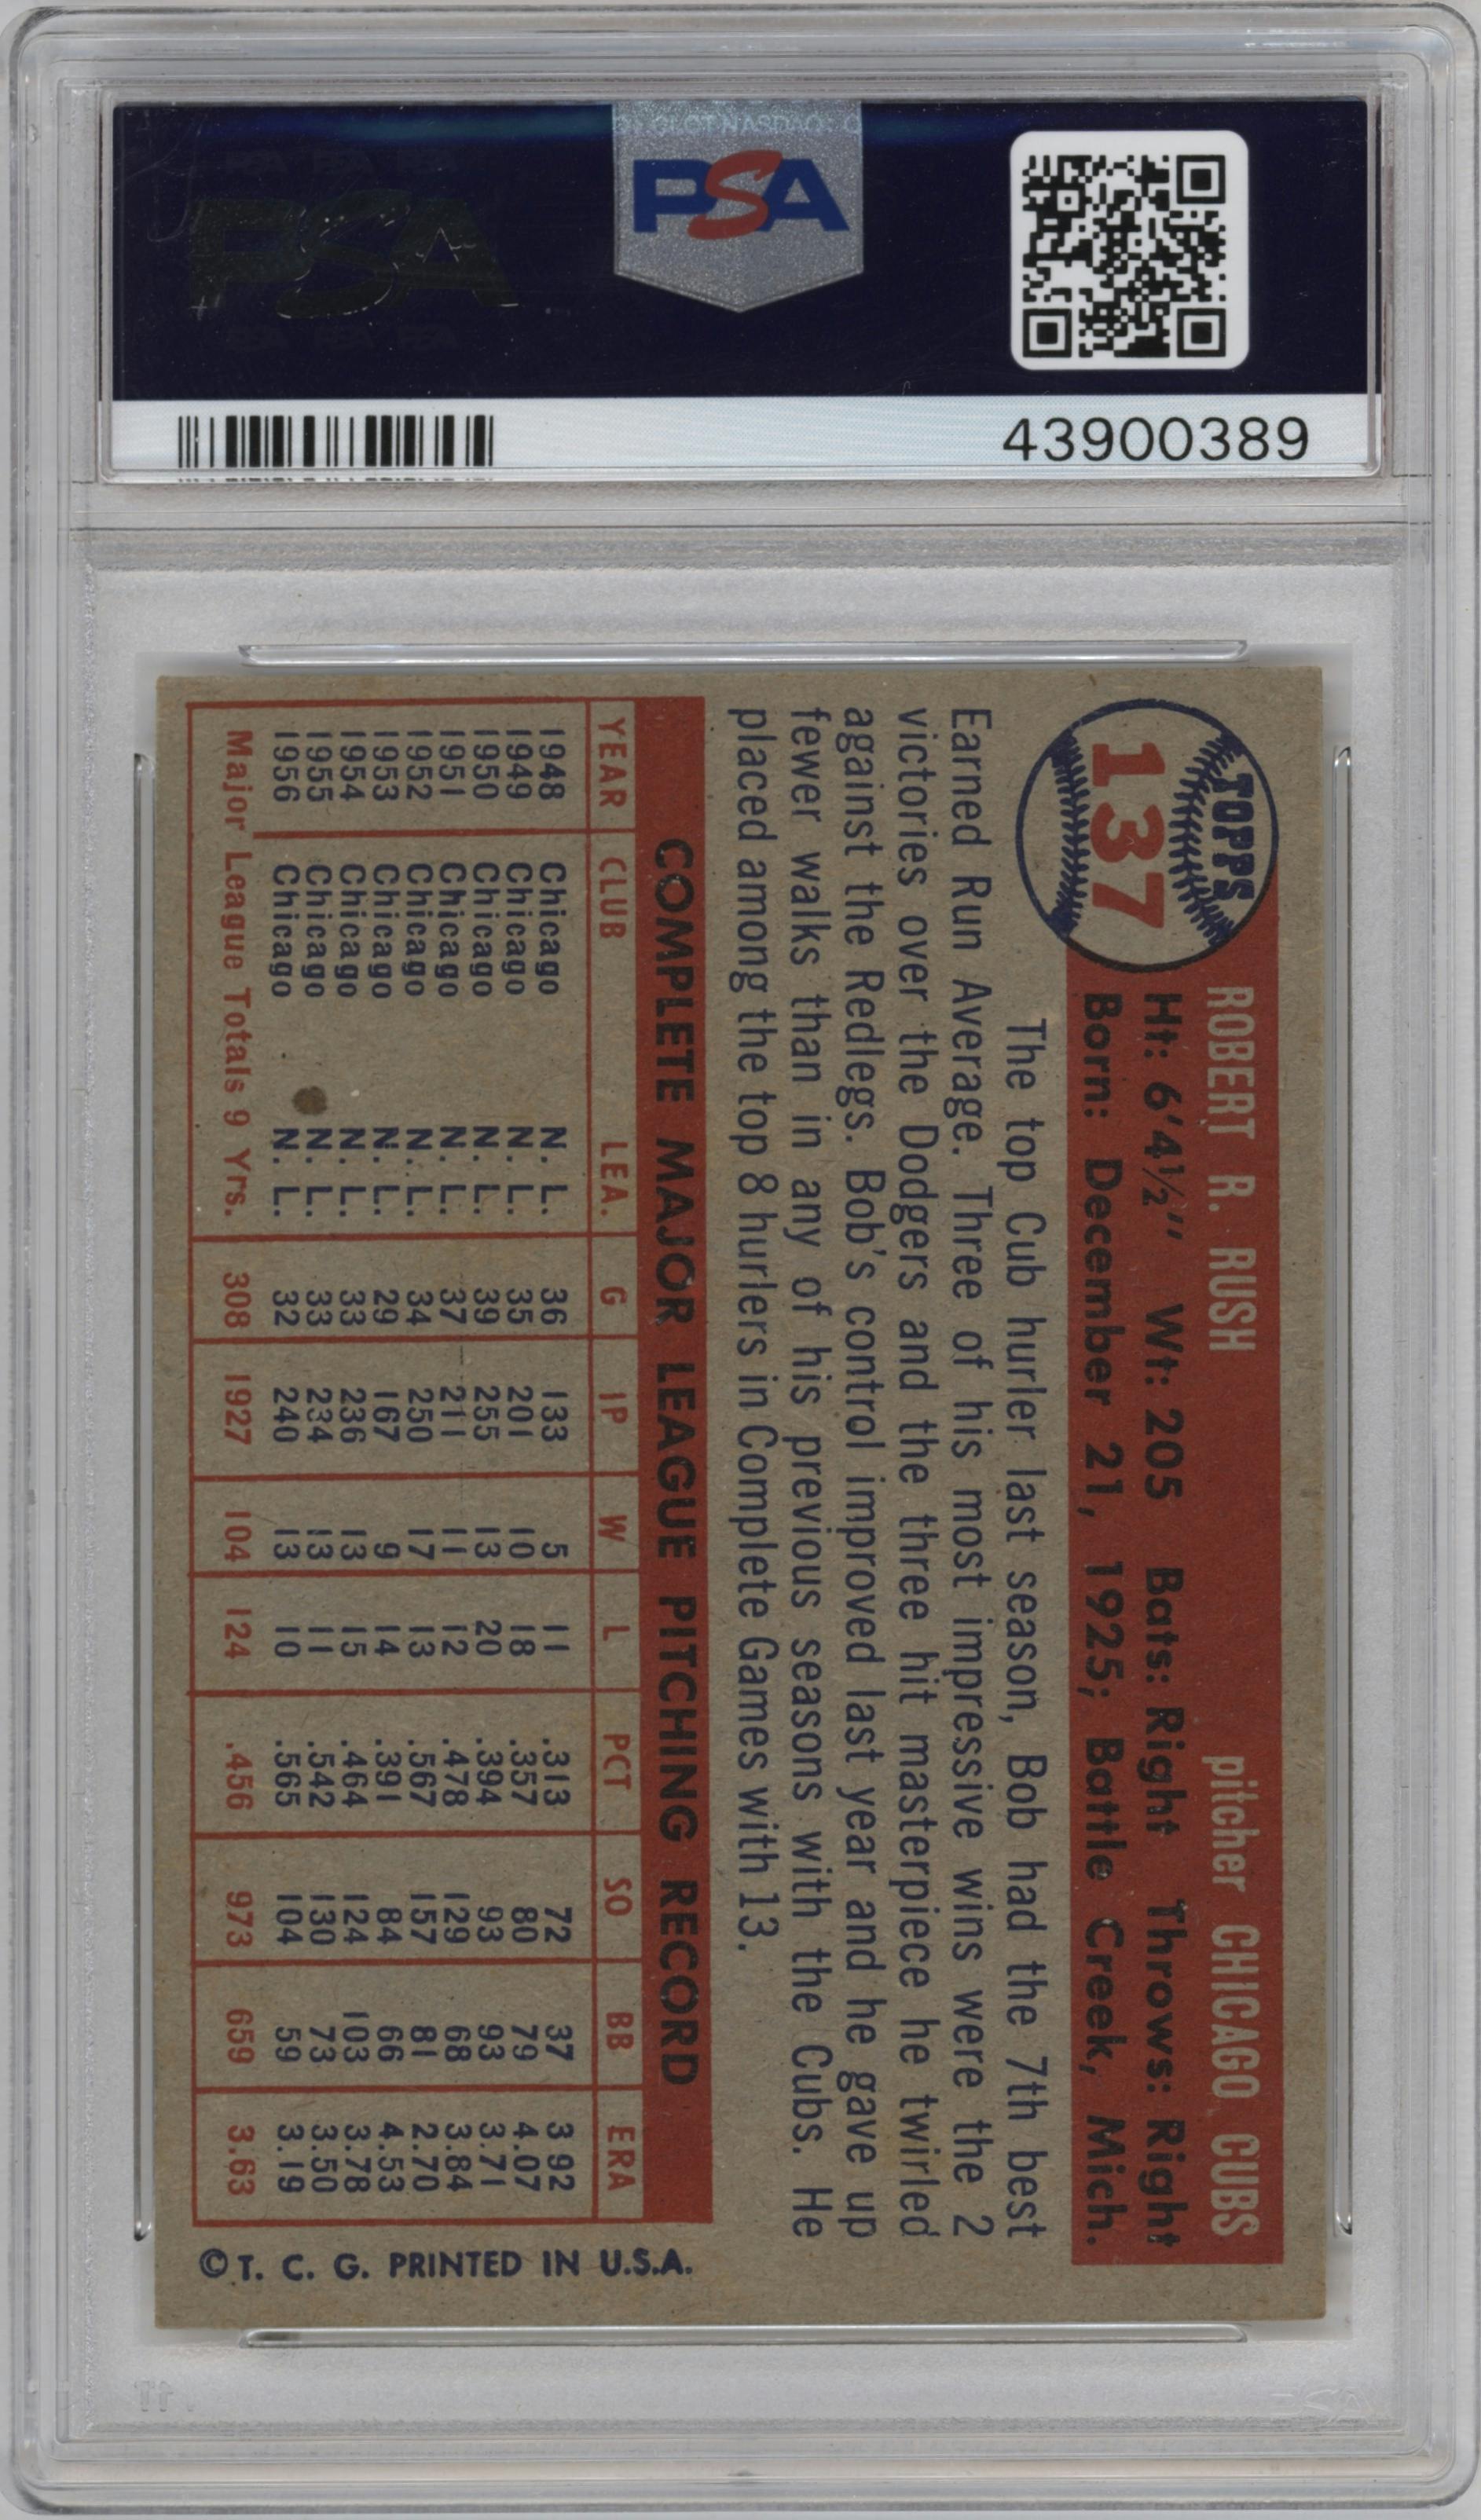 CLCT NASDAQ: C
PSA
PSA
43900389
TOPPS
137
ROBERT R. RUSH pitcher CHICAGO CUBS
Ht: 6'4½" Wt: 205 Bats: Right Throws: Right
Born: December 21, 1925; Battle Creek, Mich.
The top Cub hurler last season, Bob had the 7th best
Earned Run Average. Three of his most impressive wins were the 2
victories over the Dodgers and the three hit masterpiece he twirled
against the Redlegs. Bob's control improved last year and he gave up
fewer walks than in any of his previous seasons with the Cubs. He
placed among the top 8 hurlers in Complete Games with 13.
COMPLETE MAJOR LEAGUE PITCHING RECORD
YEAR CLUB LEA. G IP W L PCT SO BB ERA
1948 Chicago N. L. 36 133 5 11 .313 72 37 3.92
1949 Chicago N. L. 35 201 10 18 .357 80 79 4.07
1950 Chicago N. L. 39 255 13 20 .394 93 93 3.71
1951 Chicago N. L. 37 211 11 12 .478 129 68 3.84
1952 Chicago N. L. 34 250 17 13 .567 157 81 2.70
1953 Chicago N. L. 29 167 9 14 .391 84 66 4.53
1954 Chicago N. L. 33 236 13 15 .464 124 103 3.78
1955 Chicago N. L. 33 234 13 11 .542 130 73 3.50
1956 Chicago N. L. 32 240 13 10 .565 104 59 3.19
Major League Totals 9 Yrs. 308 1927 104 124 .456 973 659 3.63
©T. C. G. PRINTED IN U.S.A.
PSA